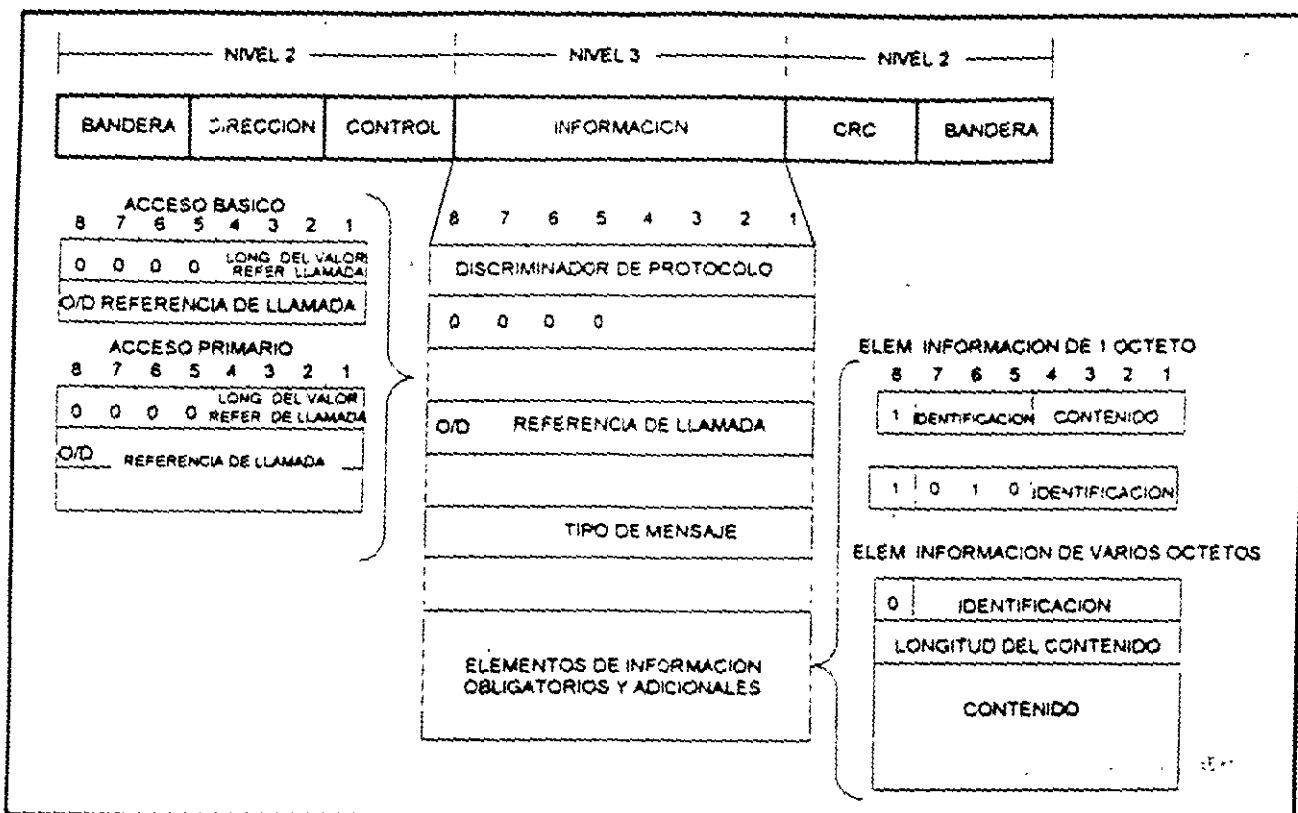 NIVEL 2 NIVEL 3 NIVEL 2
BANDERA DIRECCION CONTROL INFORMACION CRC BANDERA
ACCESO BASICO
8 7 6 5 4 3 2 1
0 0 0 0 LONG DEL VALOR
REFER LLAMADA
O/D REFERENCIA DE LLAMADA
ACCESO PRIMARIO
8 7 6 5 4 3 2 1
0 0 0 0 LONG DEL VALOR
REFER DE LLAMADA
O/D REFERENCIA DE LLAMADA
8 7 6 5 4 3 2 1
DISCRIMINADOR DE PROTOCOLO
0 0 0 0
O/D REFERENCIA DE LLAMADA
TIPO DE MENSAJE
ELEMENTOS DE INFORMACION
OBLIGATORIOS Y ADICIONALES
ELEM INFORMACION DE 1 OCTETO
8 7 6 5 4 3 2 1
1 IDENTIFICACION CONTENIDO
1 0 1 0 IDENTIFICACION
ELEM INFORMACION DE VARIOS OCTETOS
0 IDENTIFICACION
LONGITUD DEL CONTENIDO
CONTENIDO